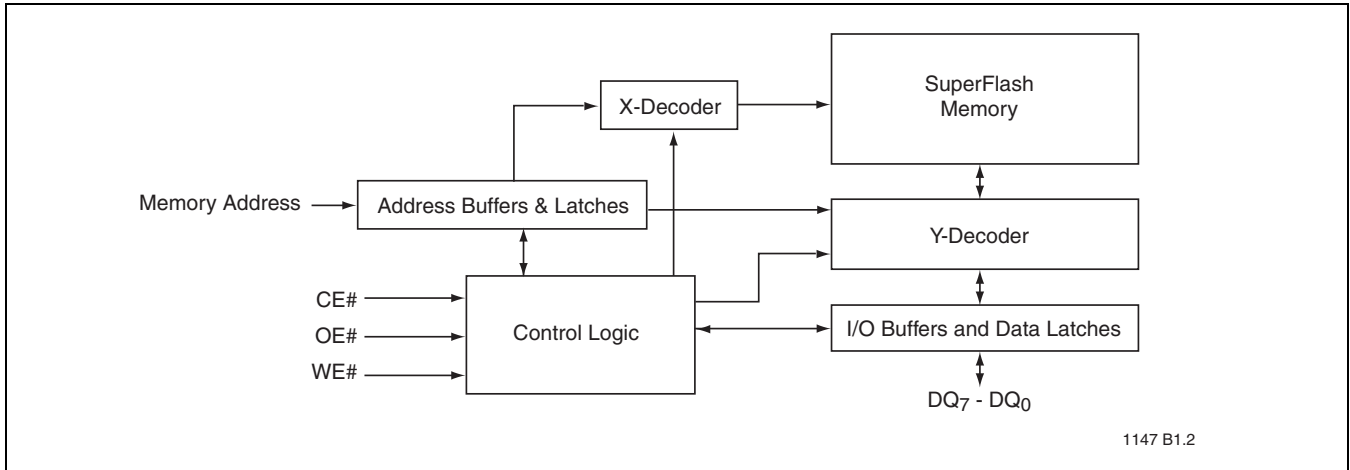 SuperFlash
Memory
X-Decoder
Memory Address
Address Buffers & Latches
Y-Decoder
CE#
OE#
WE#
Control Logic
I/O Buffers and Data Latches
DQ7 - DQ0
1147 B1.2